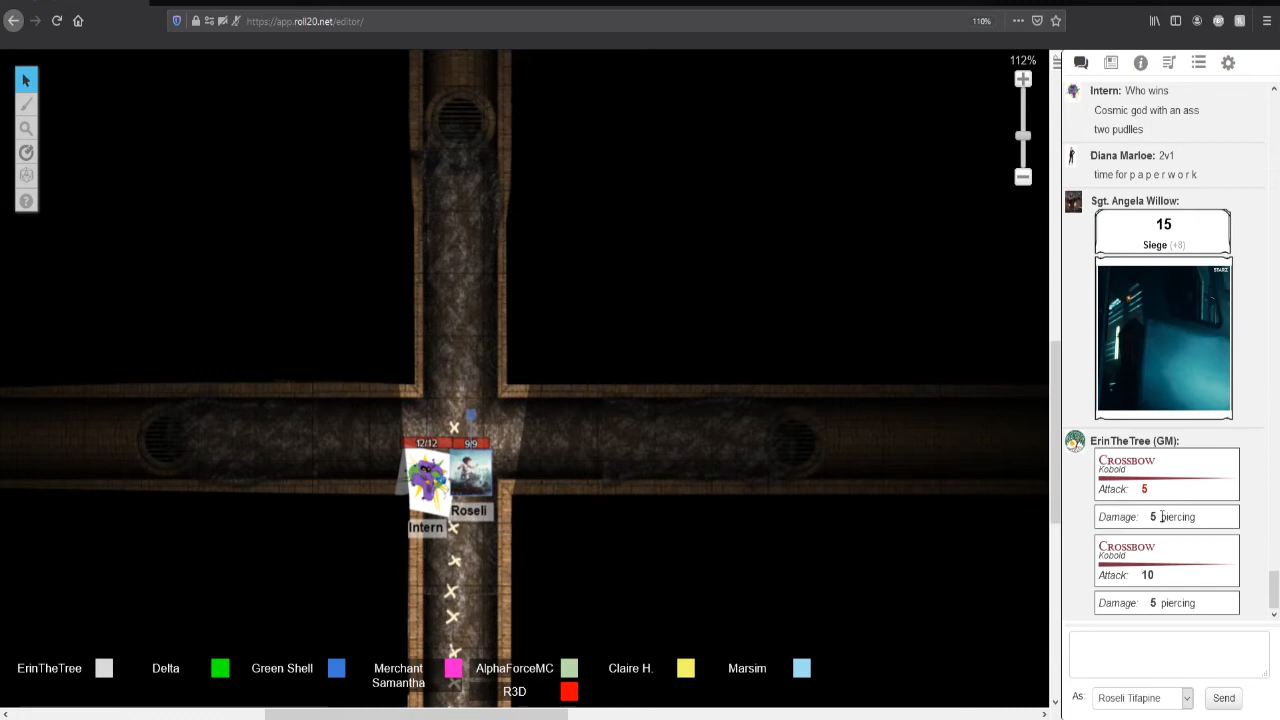 https://app.roll20.net/editor/
110%
112%
Intern: Who wins
Cosmic god with an ass
two pudlles
Diana Marloe: 2v1
time for p a p e r w o r k
Sgt. Angela Willow:
15
Siege (+8)
STARZ
ErinTheTree (GM):
CROSSBOW
Kobold
Attack: 5
Damage: 5 piercing
CROSSBOW
Kobold
Attack: 10
Damage: 5 piercing
12/12
9/9
Roseli
Intern
ErinTheTree
Delta
Green Shell
Merchant
Samantha
AlphaForceMC
R3D
Claire H.
Marsim
As:
Roseli Tifapine
Send